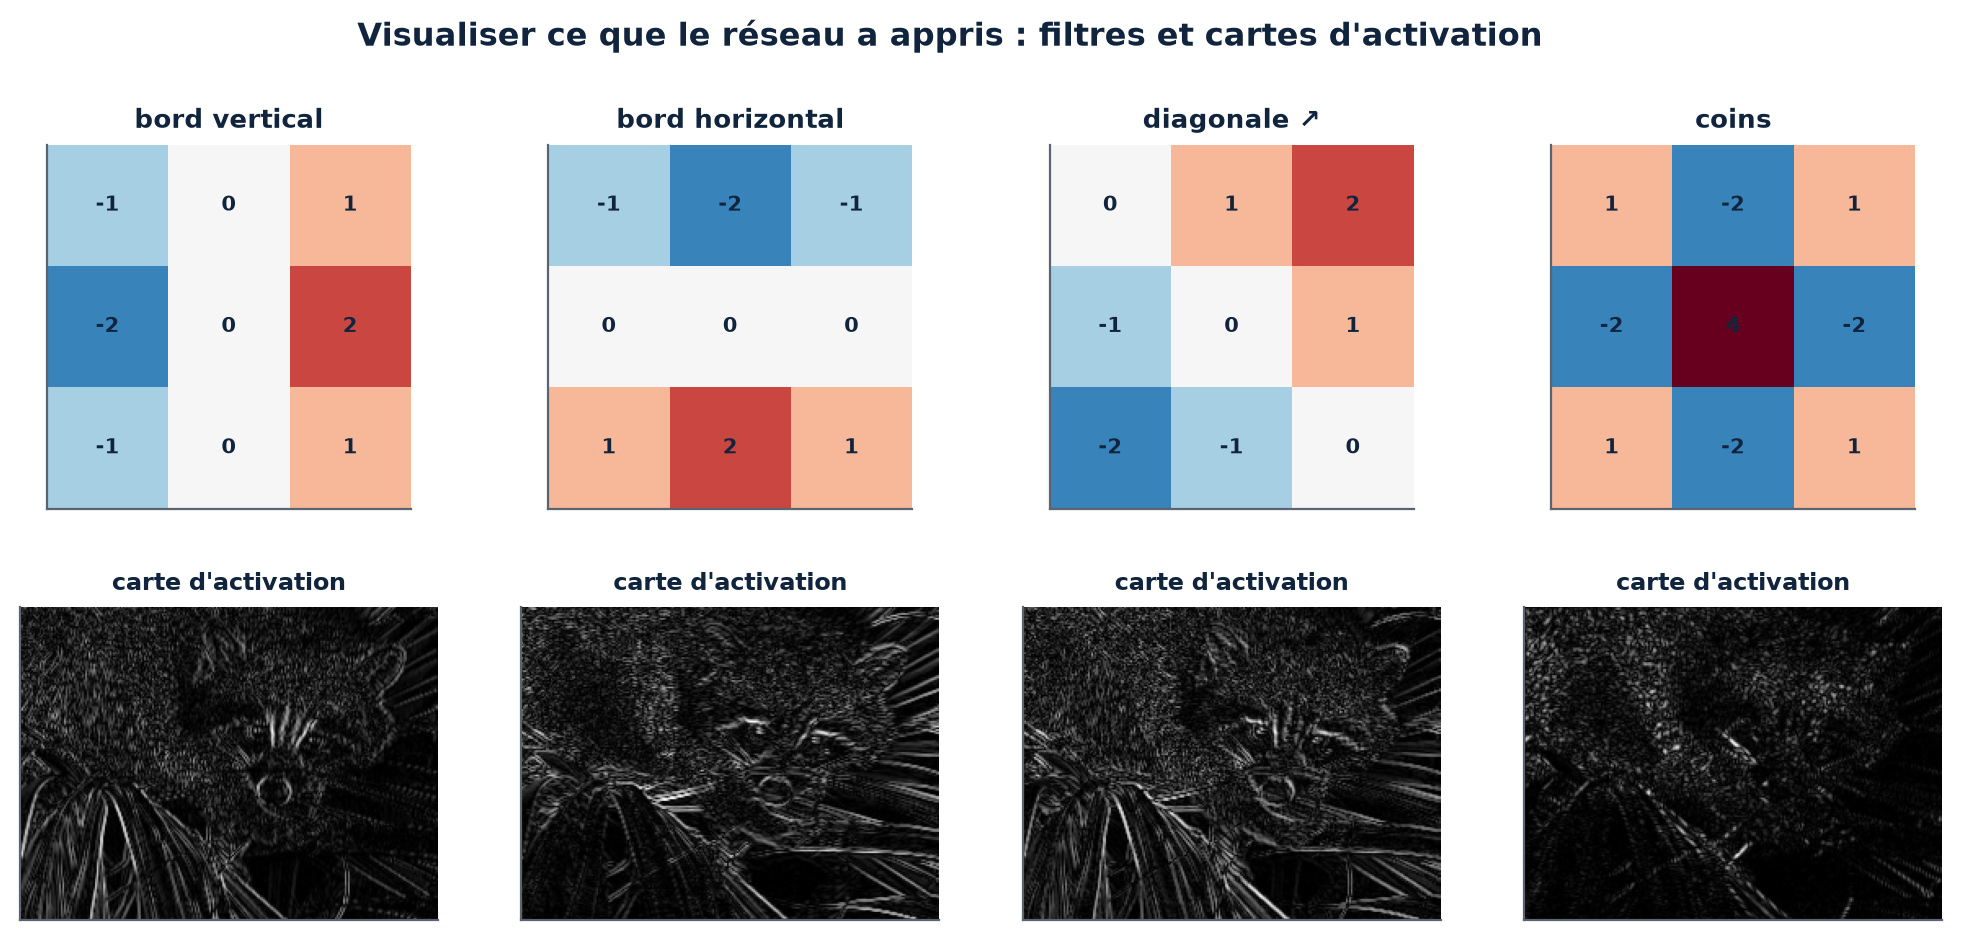 Visualiser ce que le réseau a appris : filtres et cartes d'activation
bord vertical
-1 0 1
-2 0 2
-1 0 1
bord horizontal
-1 -2 -1
0 0 0
1 2 1
diagonale ↗
0 1 2
-1 0 1
-2 -1 0
coins
1 -2 1
-2 4 -2
1 -2 1
carte d'activation
carte d'activation
carte d'activation
carte d'activation